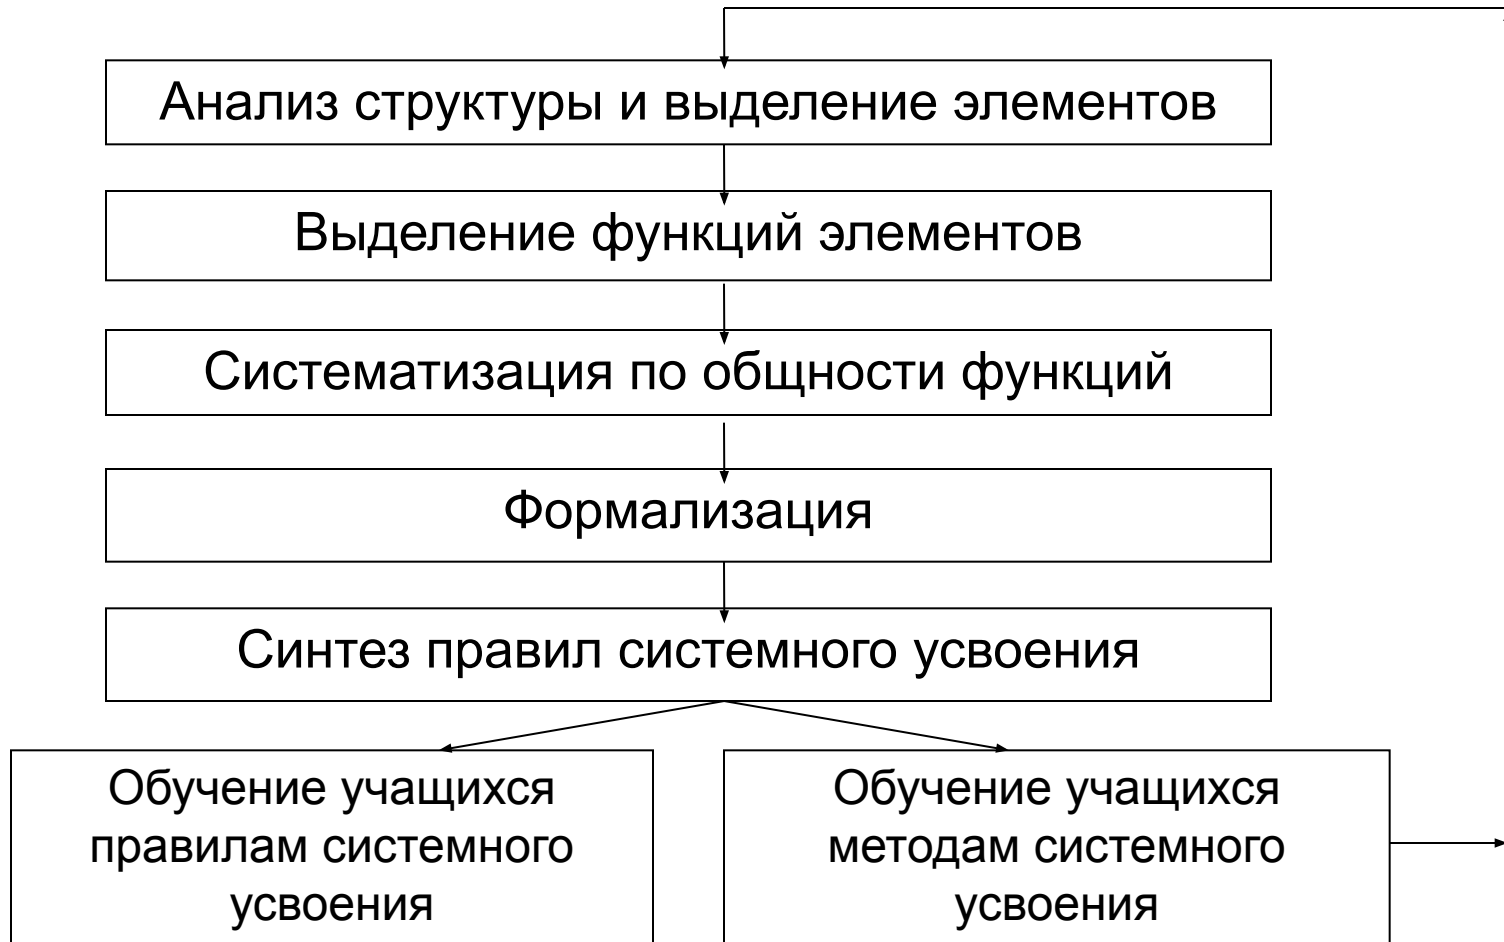 Анализ структуры и выделение элементов
Выделение функций элементов
Систематизация по общности функций
Формализация
Синтез правил системного усвоения
Обучение учащихся
правилам системного
усвоения
Обучение учащихся
методам системного
усвоения